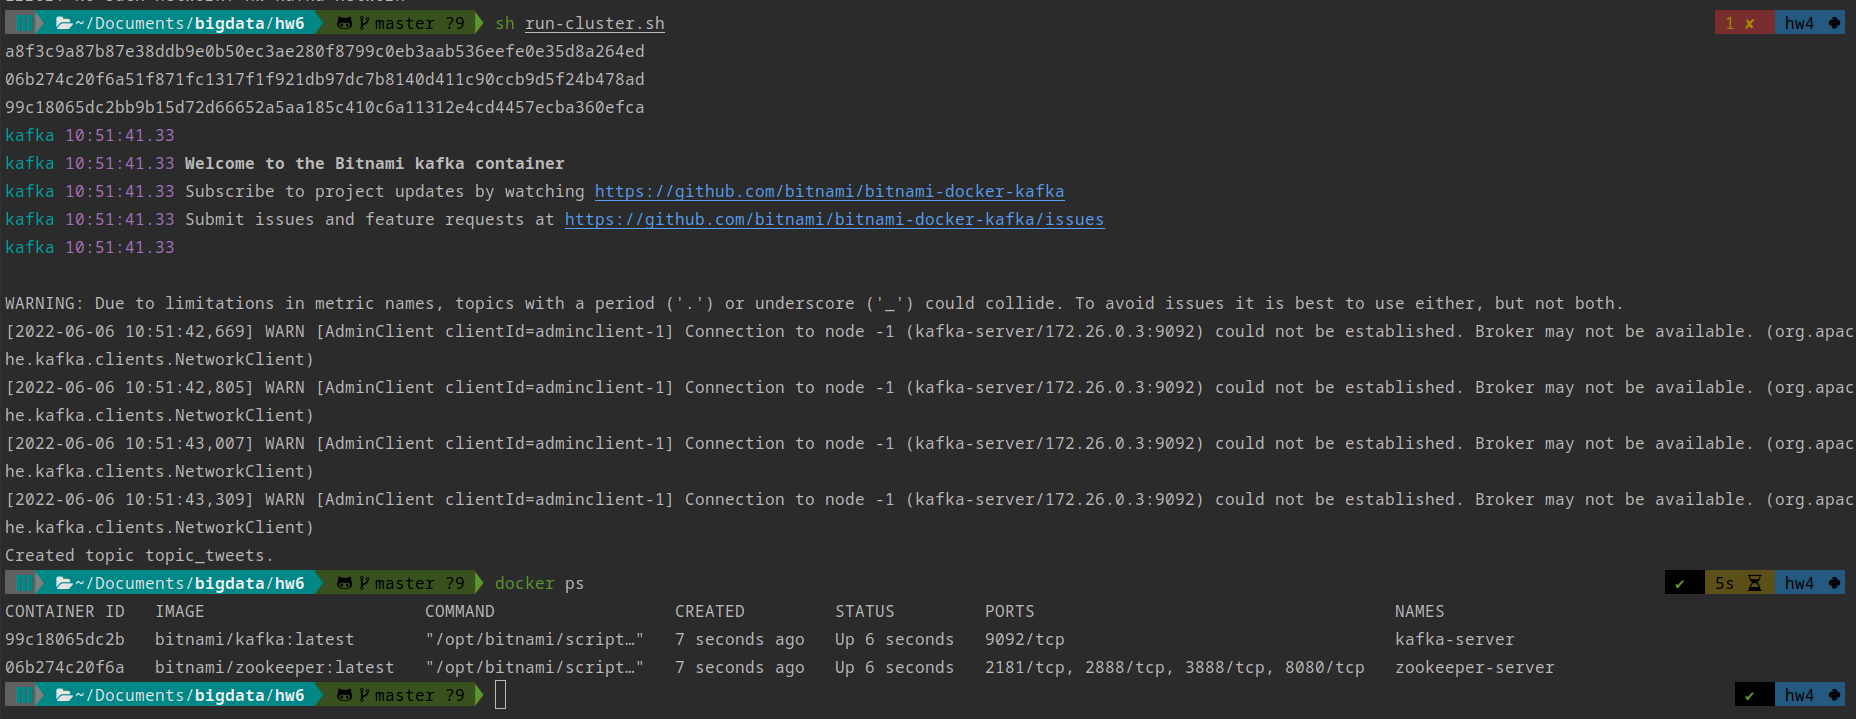 ~/Documents/bigdata/hw6 master ?9 sh run-cluster.sh 1 ✘ hw4
a8f3c9a87b87e38ddb9e0b50ec3ae280f8799c0eb3aab536eefe0e35d8a264ed
06b274c20f6a51f871fc1317f1f921db97dc7b8140d411c90ccb9d5f24b478ad
99c18065dc2bb9b15d72d66652a5aa185c410c6a11312e4cd4457ecba360efca
kafka 10:51:41.33
kafka 10:51:41.33 Welcome to the Bitnami kafka container
kafka 10:51:41.33 Subscribe to project updates by watching https://github.com/bitnami/bitnami-docker-kafka
kafka 10:51:41.33 Submit issues and feature requests at https://github.com/bitnami/bitnami-docker-kafka/issues
kafka 10:51:41.33
WARNING: Due to limitations in metric names, topics with a period ('.') or underscore ('_') could collide. To avoid issues it is best to use either, but not both.
[2022-06-06 10:51:42,669] WARN [AdminClient clientId=adminclient-1] Connection to node -1 (kafka-server/172.26.0.3:9092) could not be established. Broker may not be available. (org.apac
he.kafka.clients.NetworkClient)
[2022-06-06 10:51:42,805] WARN [AdminClient clientId=adminclient-1] Connection to node -1 (kafka-server/172.26.0.3:9092) could not be established. Broker may not be available. (org.apac
he.kafka.clients.NetworkClient)
[2022-06-06 10:51:43,007] WARN [AdminClient clientId=adminclient-1] Connection to node -1 (kafka-server/172.26.0.3:9092) could not be established. Broker may not be available. (org.apac
he.kafka.clients.NetworkClient)
[2022-06-06 10:51:43,309] WARN [AdminClient clientId=adminclient-1] Connection to node -1 (kafka-server/172.26.0.3:9092) could not be established. Broker may not be available. (org.apac
he.kafka.clients.NetworkClient)
Created topic topic_tweets.
~/Documents/bigdata/hw6 master ?9 docker ps ✔ 5s hw4
CONTAINER ID IMAGE COMMAND CREATED STATUS PORTS NAMES
99c18065dc2b bitnami/kafka:latest "/opt/bitnami/script…" 7 seconds ago Up 6 seconds 9092/tcp kafka-server
06b274c20f6a bitnami/zookeeper:latest "/opt/bitnami/script…" 7 seconds ago Up 6 seconds 2181/tcp, 2888/tcp, 3888/tcp, 8080/tcp zookeeper-server
~/Documents/bigdata/hw6 master ?9 ✔ hw4